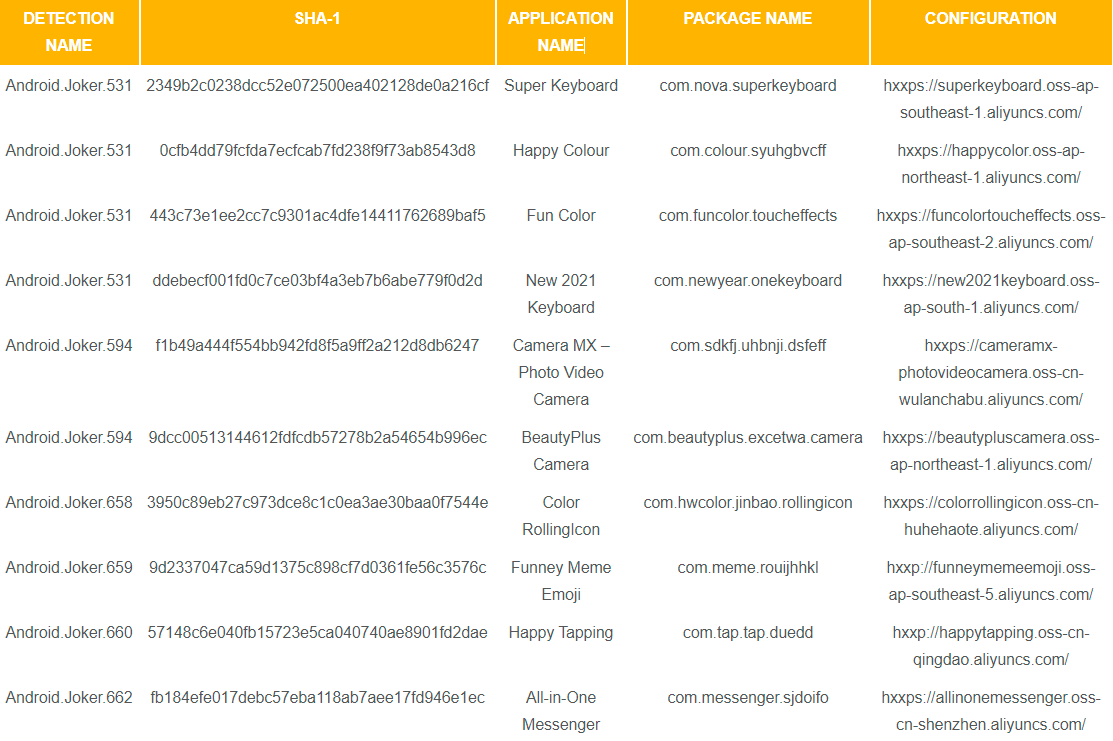 DETECTION NAME	SHA-1	APPLICATION NAME	PACKAGE NAME	CONFIGURATION
Android.Joker.531	2349b2c0238dcc52e072500ea402128de0a216cf	Super Keyboard	com.nova.superkeyboard	hxxps://superkeyboard.oss-ap-southeast-1.aliyuncs.com/
Android.Joker.531	0cfb4dd79fcfda7ecfcab7fd238f9f73ab8543d8	Happy Colour	com.colour.syuhgbvcff	hxxps://happycolor.oss-ap-northeast-1.aliyuncs.com/
Android.Joker.531	443c73e1ee2cc7c9301ac4dfe14411762689baf5	Fun Color	com.funcolor.toucheffects	hxxps://funcolortoucheffects.oss-ap-southeast-2.aliyuncs.com/
Android.Joker.531	ddebecf001fd0c7ce03bf4a3eb7b6abe779f0d2d	New 2021 Keyboard	com.newyear.onekeyboard	hxxps://new2021keyboard.oss-ap-south-1.aliyuncs.com/
Android.Joker.594	f1b49a444f554bb942fd8f5a9ff2a212d8db6247	Camera MX – Photo Video Camera	com.sdkfj.uhbnji.dsfeff	hxxps://cameramx-photovideocamera.oss-cn-wulanchabu.aliyuncs.com/
Android.Joker.594	9dcc00513144612fdfcdb57278b2a54654b996ec	BeautyPlus Camera	com.beautyplus.excetwa.camera	hxxps://beautypluscamera.oss-ap-northeast-1.aliyuncs.com/
Android.Joker.658	3950c89eb27c973dce8c1c0ea3ae30baa0f7544e	Color RollingIcon	com.hwcolor.jinbao.rollingicon	hxxps://colorrollingicon.oss-cn-huhehaote.aliyuncs.com/
Android.Joker.659	9d2337047ca59d1375c898cf7d0361fe56c3576c	Funney Meme Emoji	com.meme.rouijhhkl	hxxp://funneymemeemoji.oss-ap-southeast-5.aliyuncs.com/
Android.Joker.660	57148c6e040fb15723e5ca040740ae8901fd2dae	Happy Tapping	com.tap.tap.duedd	hxxp://happytapping.oss-cn-qingdao.aliyuncs.com/
Android.Joker.662	fb184efe017debc57eba118ab7aee17fd946e1ec	All-in-One Messenger	com.messenger.sjdoifo	hxxps://allinonemessenger.oss-cn-shenzhen.aliyuncs.com/